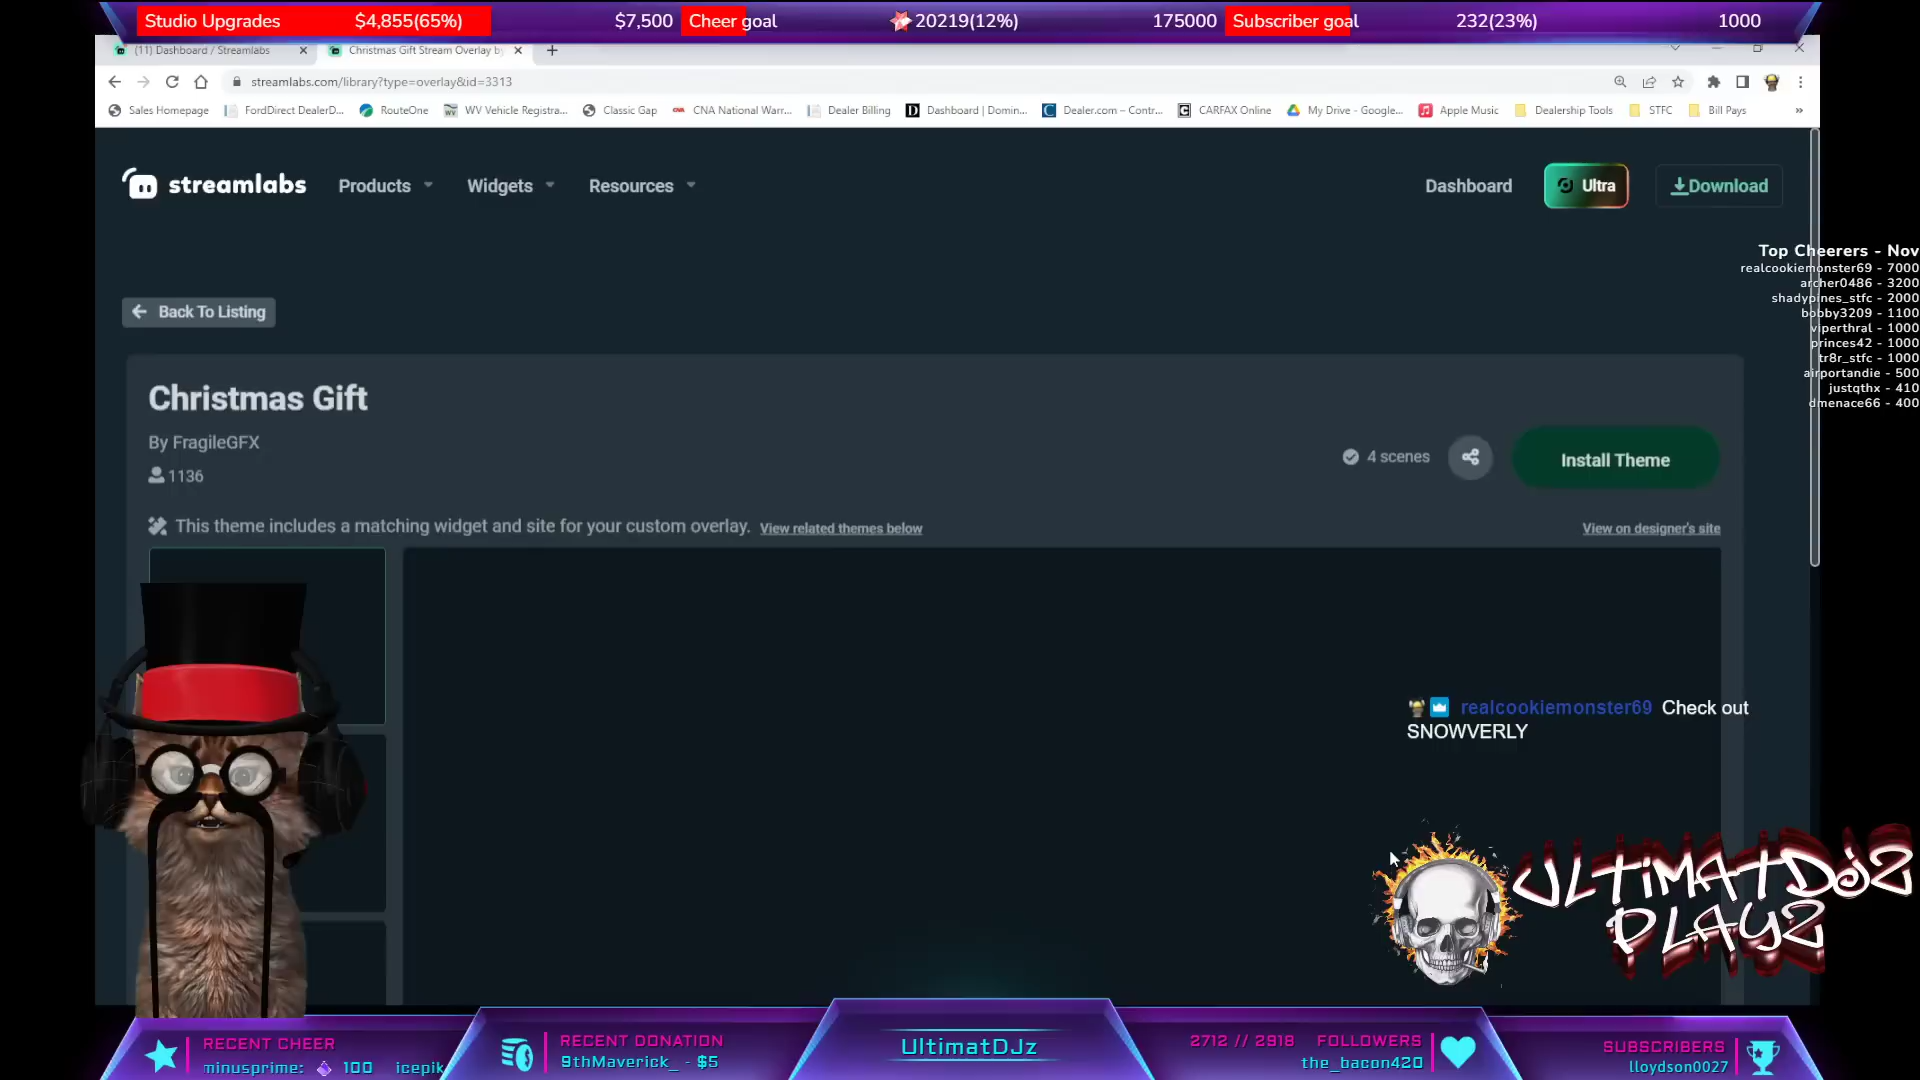 Studio Upgrades $4,855(65%) $7,500 Cheer goal 20219(12%) 175000 Subscriber goal 232(23%) 1000
(11) Dashboard / Streamlabs Christmas Gift Stream Overlay by
streamlabs.com/library?type=overlay&id=3313
Sales Homepage FordDirect DealerD... RouteOne WV Vehicle Registra... Classic Gap CNA National Warr... Dealer Billing Dashboard | Domin... Dealer.com – Contr... CARFAX Online My Drive - Google... Apple Music Dealership Tools STFC Bill Pays »
streamlabs Products Widgets Resources Dashboard Ultra Download
Top Cheerers - Nov
realcookiemonster69 - 7000
archer0486 - 3200
shadypines_stfc - 2000
bobby3209 - 1100
viperthral - 1000
princes42 - 1000
tr8r_stfc - 1000
airportandie - 500
justqthx - 410
dmenace66 - 400
Back To Listing
Christmas Gift
By FragileGFX
1136
4 scenes Install Theme
This theme includes a matching widget and site for your custom overlay. View related themes below View on designer's site
realcookiemonster69 Check out
SNOWVERLY
ULTIMATDJZ
PLAYZ
RECENT CHEER
minusprime: 100 icepik
RECENT DONATION
9thMaverick_ - $5
UltimatDJz
2712 // 2918 FOLLOWERS
the_bacon420
SUBSCRIBERS
lloydson0027